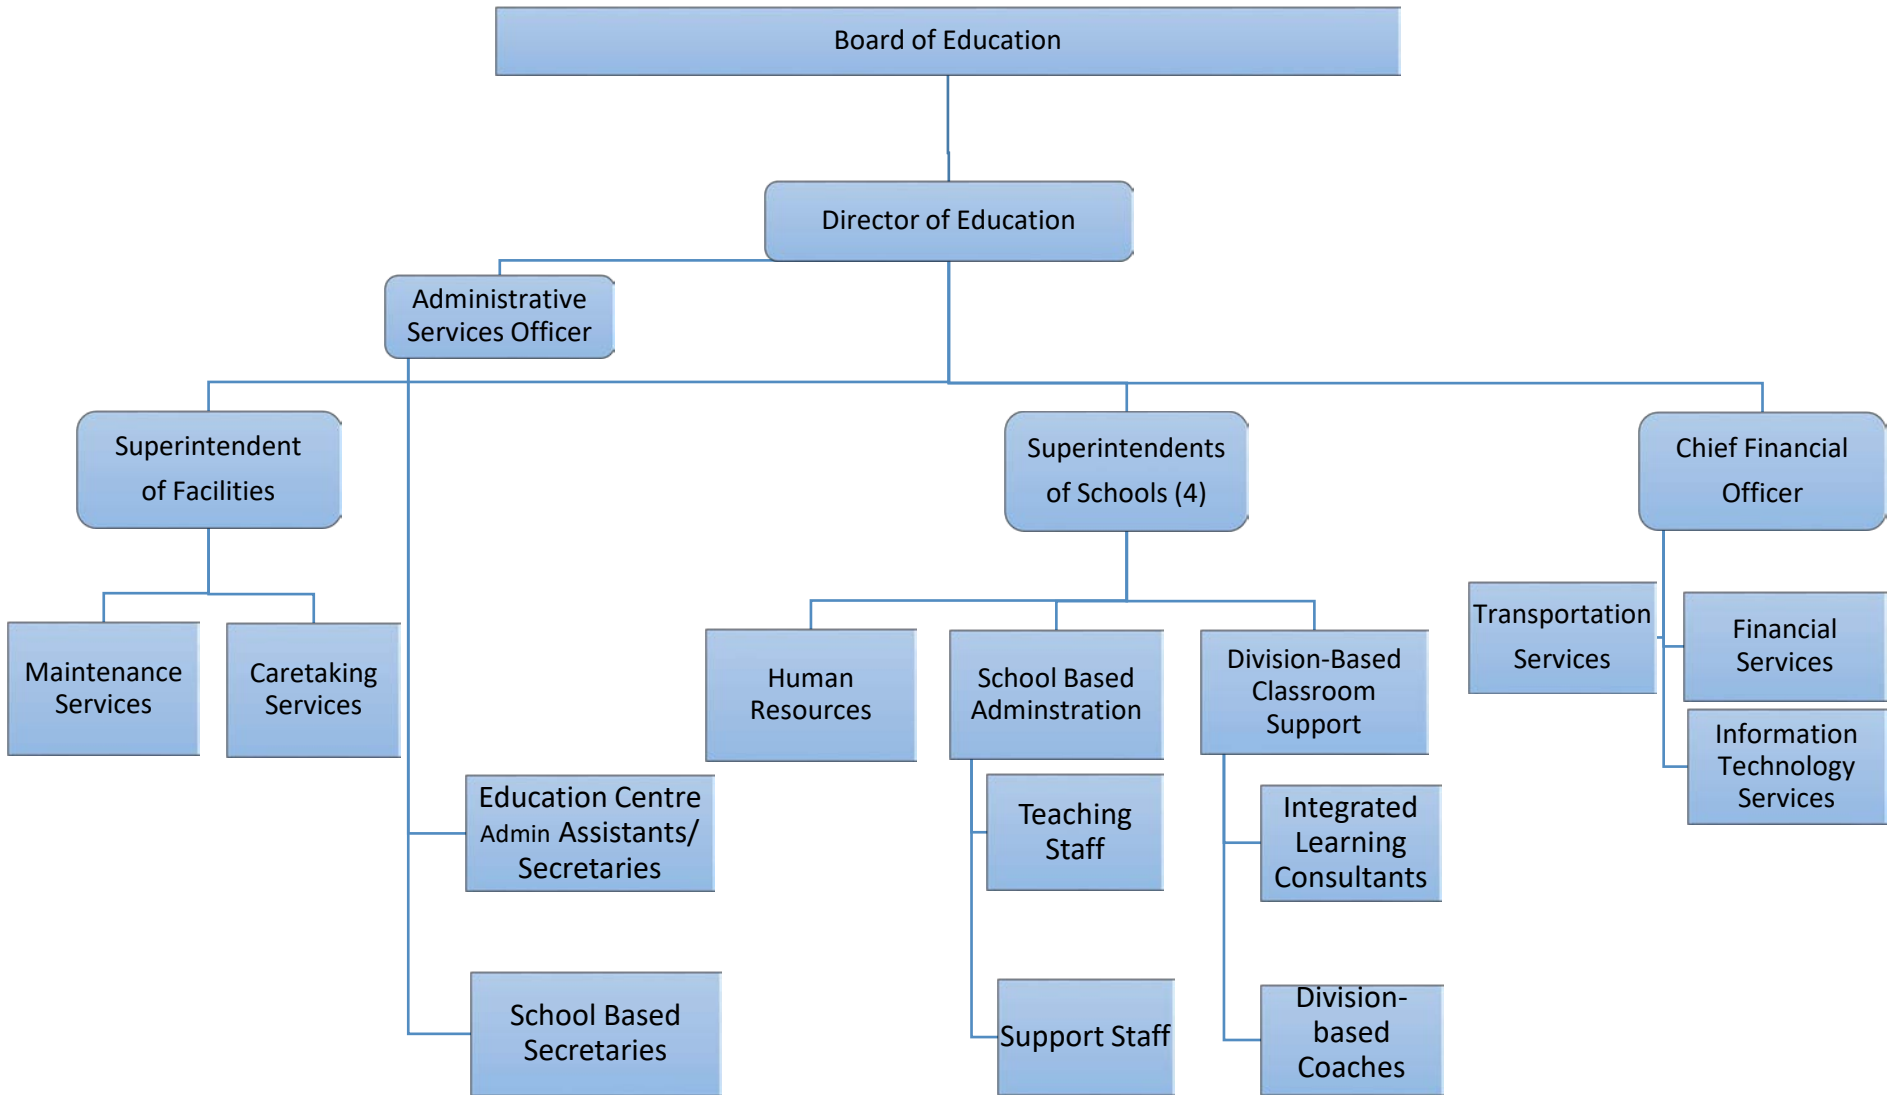 Board of Education
Director of Education
Administrative
Services Officer
Superintendent
of Facilities
Superintendents
of Schools (4)
Chief Financial
Officer
Maintenance
Services
Caretaking
Services
Human
Resources
School Based
Adminstration
Division-Based
Classroom
Support
Transportation
Services
Financial
Services
Information
Technology
Services
Education Centre
Admin Assistants/
Secretaries
Teaching
Staff
Integrated
Learning
Consultants
School Based
Secretaries
Support Staff
Division-
based
Coaches